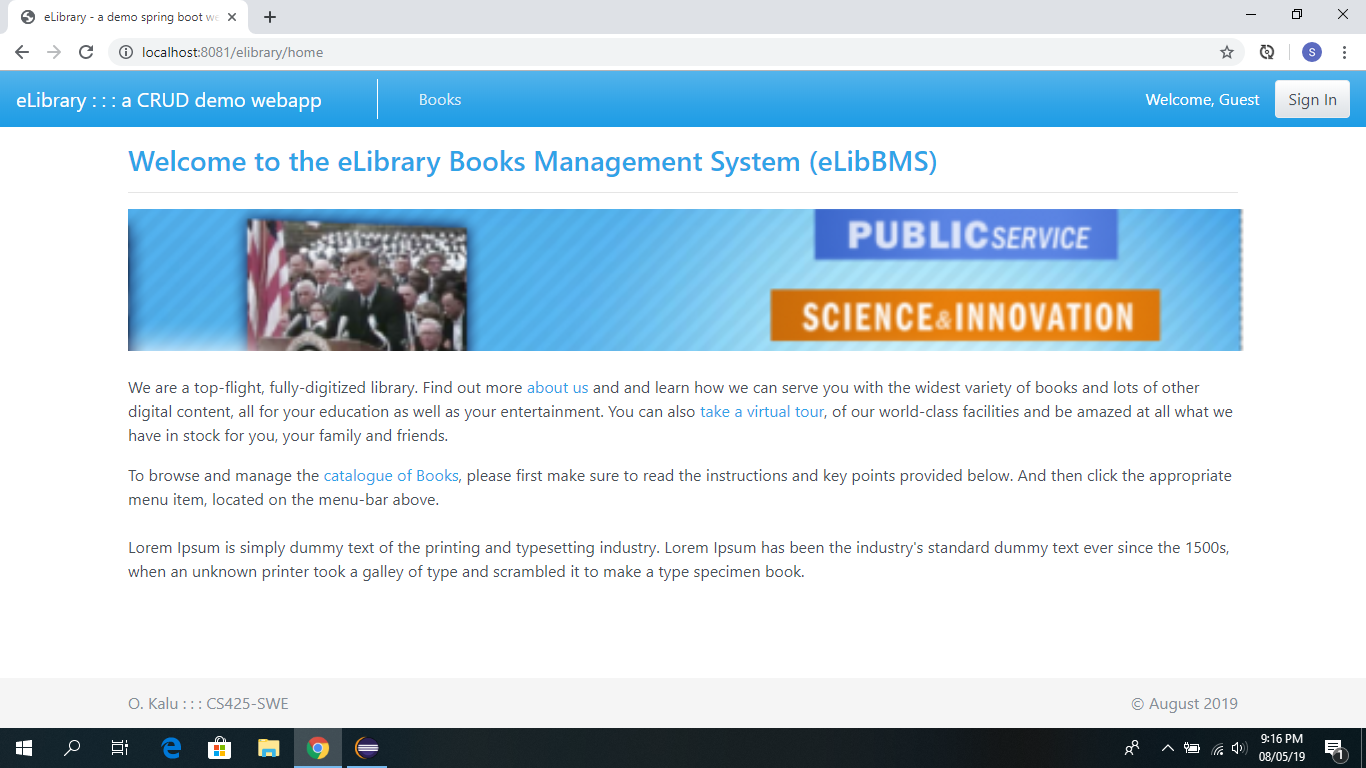 eLibrary - a demo spring boot we
localhost:8081/elibrary/home
S
eLibrary : : : a CRUD demo webapp
Books
Welcome, Guest
Sign In
Welcome to the eLibrary Books Management System (eLibBMS)
PUBLIC SERVICE
SCIENCE & INNOVATION
We are a top-flight, fully-digitized library. Find out more about us and and learn how we can serve you with the widest variety of books and lots of other
digital content, all for your education as well as your entertainment. You can also take a virtual tour, of our world-class facilities and be amazed at all what we
have in stock for you, your family and friends.
To browse and manage the catalogue of Books, please first make sure to read the instructions and key points provided below. And then click the appropriate
menu item, located on the menu-bar above.
Lorem Ipsum is simply dummy text of the printing and typesetting industry. Lorem Ipsum has been the industry's standard dummy text ever since the 1500s,
when an unknown printer took a galley of type and scrambled it to make a type specimen book.
O. Kalu : : : CS425-SWE
© August 2019
9:16 PM
08/05/19
1